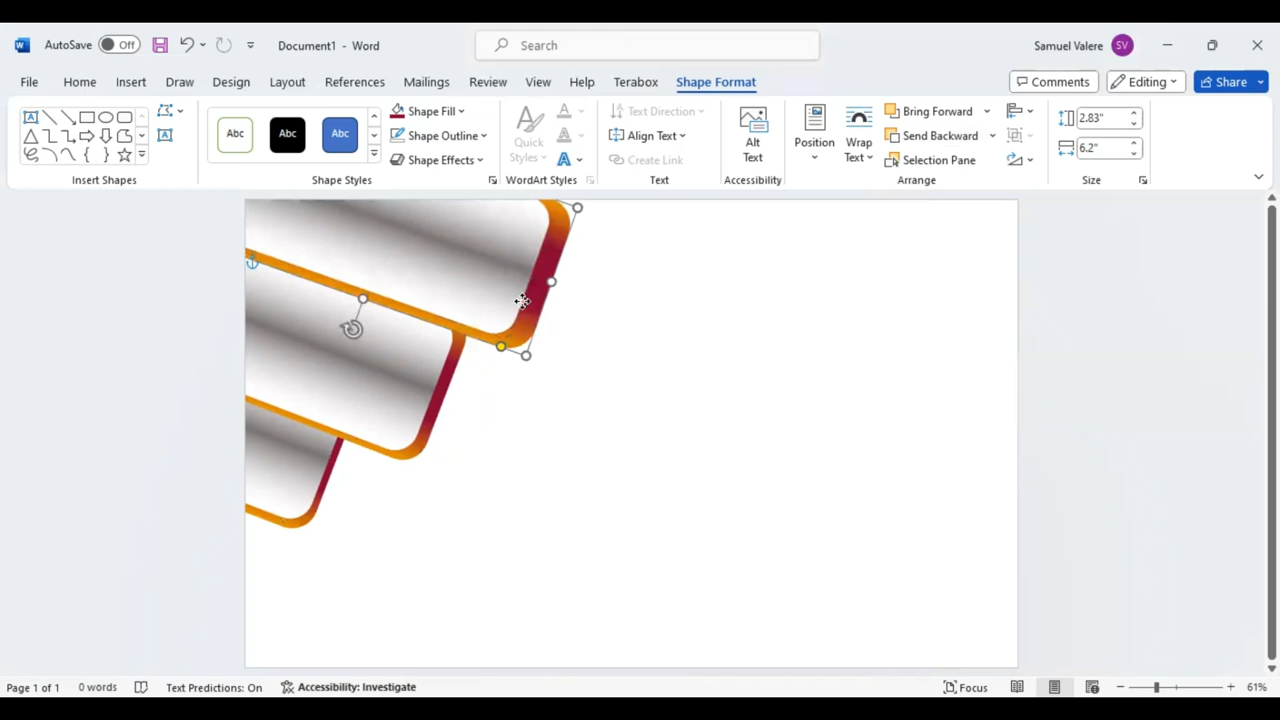 AutoSave Off Document1 - Word Search Samuel Valere SV
File Home Insert Draw Design Layout References Mailings Review View Help Terabox Shape Format Comments Editing Share
Abc Abc Abc
Shape Fill
Shape Outline
Shape Effects
Quick Styles
Text Direction
Align Text
Create Link
Alt Text
Position
Wrap Text
Bring Forward
Send Backward
Selection Pane
2.83"
6.2"
Insert Shapes Shape Styles WordArt Styles Text Accessibility Arrange Size
Page 1 of 1 0 words Text Predictions: On Accessibility: Investigate Focus 61%